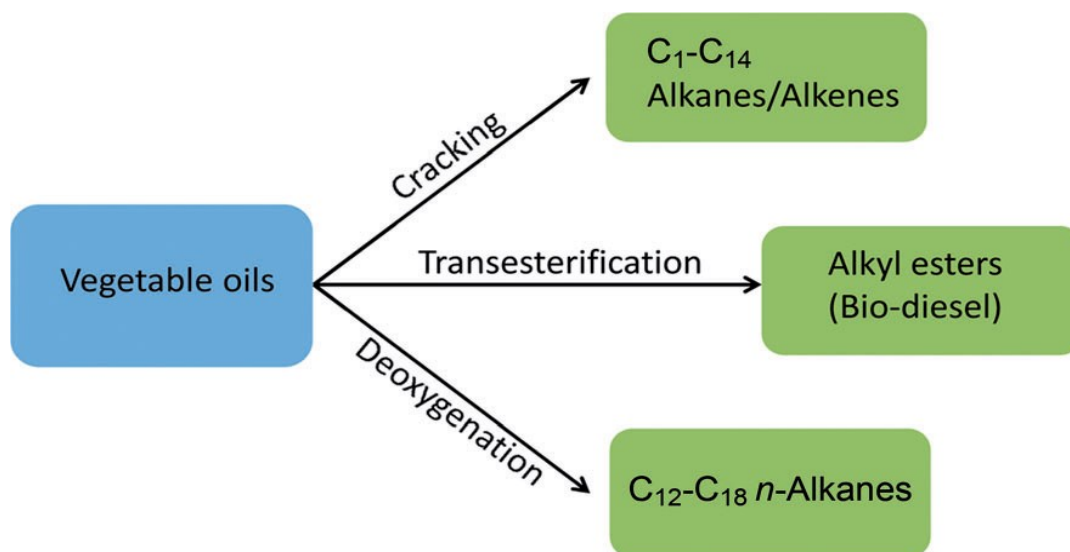 C₁-C₁₄
Alkanes/Alkenes
Cracking
Vegetable oils
Transesterification
Alkyl esters
(Bio-diesel)
Deoxygenation
C₁₂-C₁₈ n-Alkanes